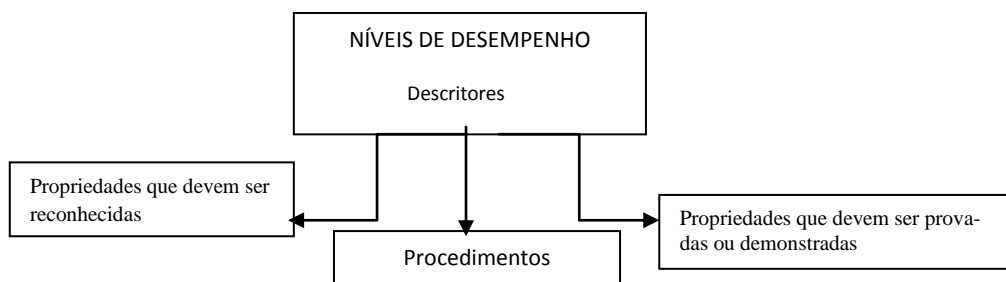 NÍVEIS DE DESEMPENHO
Descritores
Propriedades que devem ser
reconhecidas
Procedimentos
Propriedades que devem ser prova-
das ou demonstradas